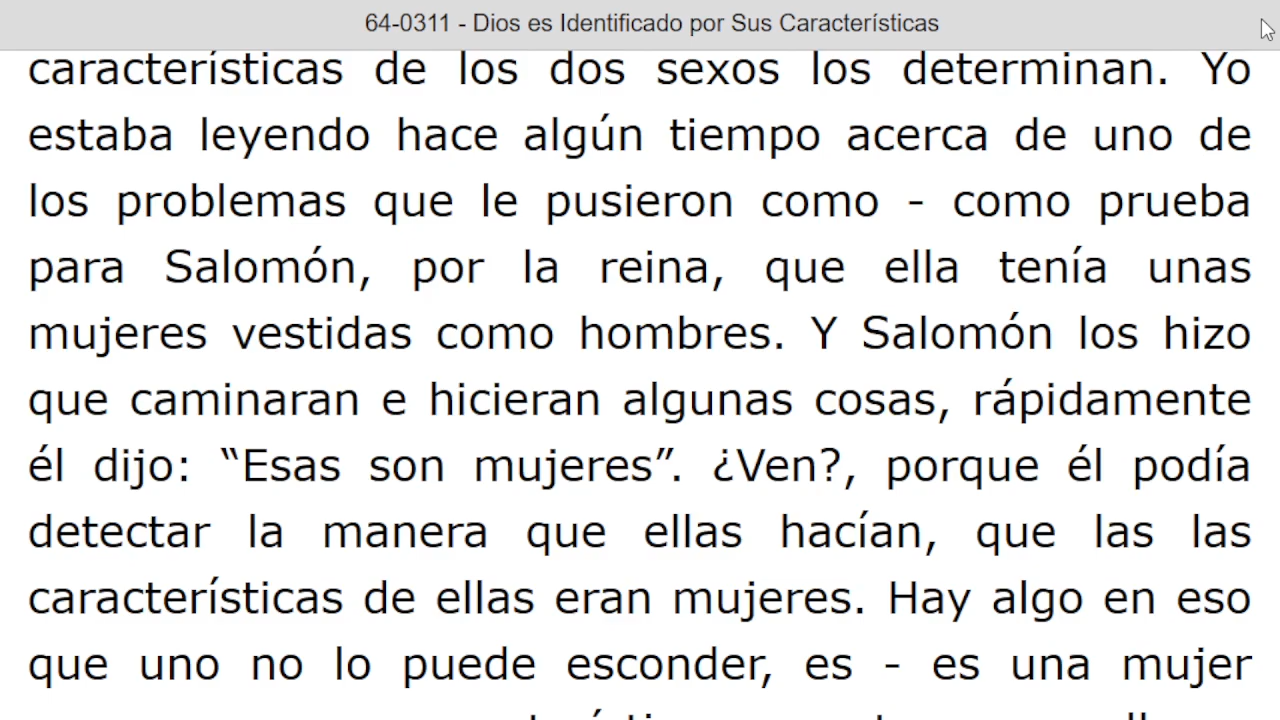 64-0311 - Dios es Identificado por Sus Características
características de los dos sexos los determinan. Yo
estaba leyendo hace algún tiempo acerca de uno de
los problemas que le pusieron como - como prueba
para Salomón, por la reina, que ella tenía unas
mujeres vestidas como hombres. Y Salomón los hizo
que caminaran e hicieran algunas cosas, rápidamente
él dijo: “Esas son mujeres”. ¿Ven?, porque él podía
detectar la manera que ellas hacían, que las las
características de ellas eran mujeres. Hay algo en eso
que uno no lo puede esconder, es - es una mujer